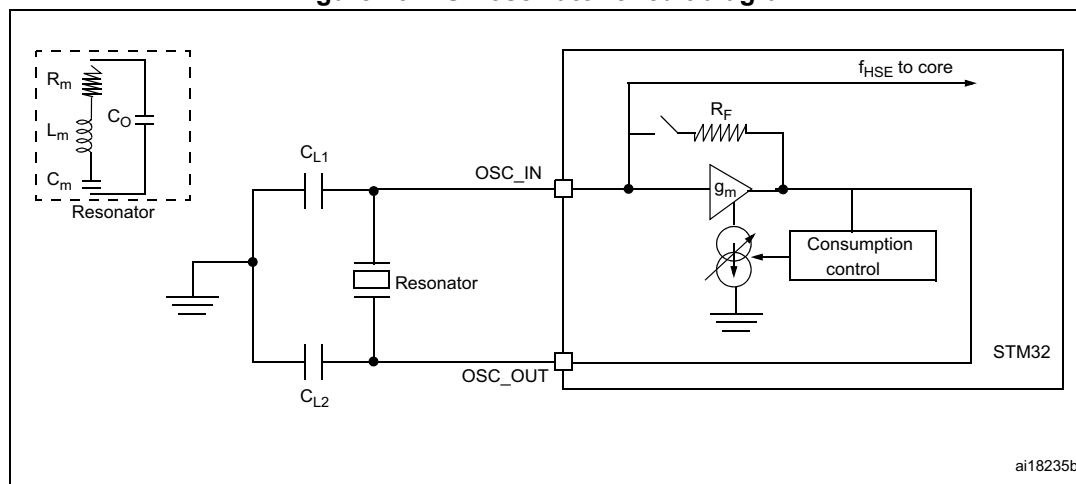 f_HSE to core
R_m
R_F
C_O
L_m
C_L1
OSC_IN
C_m
g_m
Resonator
Consumption
control
Resonator
STM32
OSC_OUT
C_L2
ai18235b